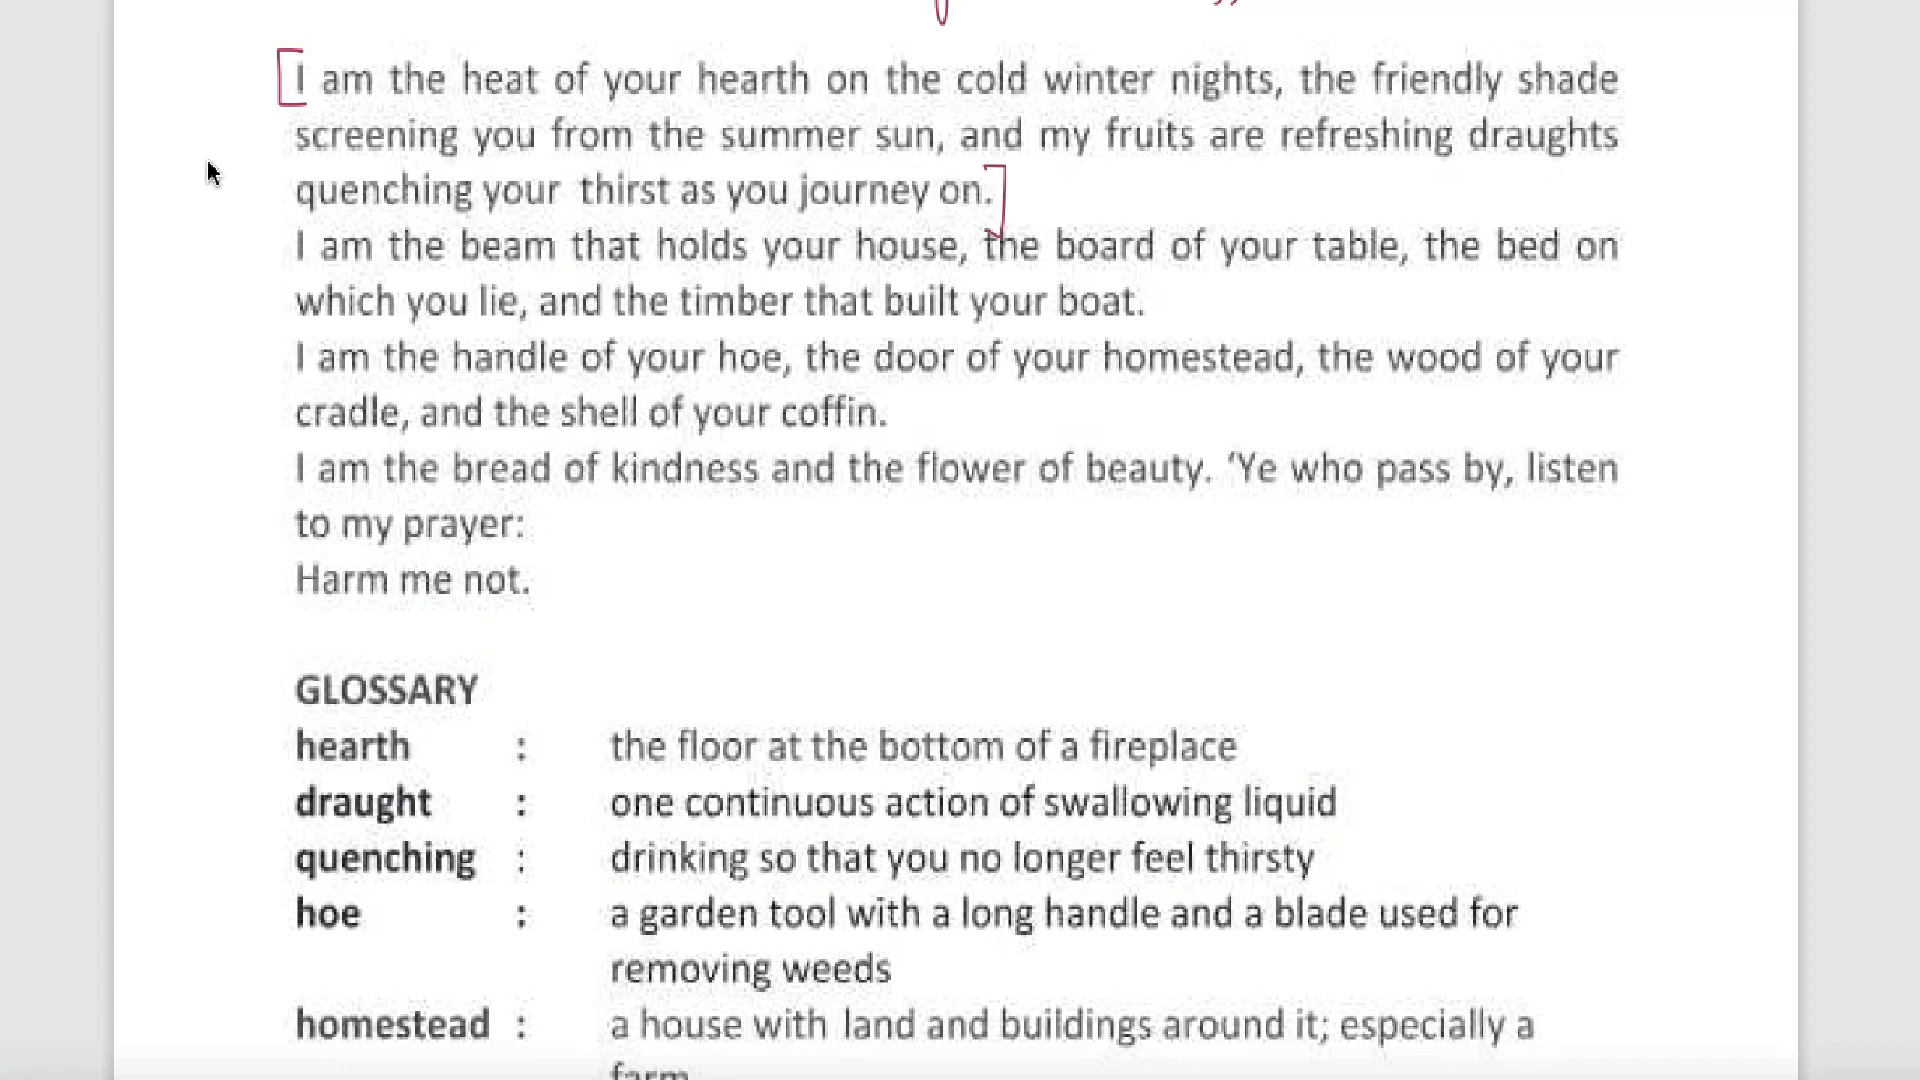 I am the heat of your hearth on the cold winter nights, the friendly shade
screening you from the summer sun, and my fruits are refreshing draughts
quenching your thirst as you journey on.
I am the beam that holds your house, the board of your table, the bed on
which you lie, and the timber that built your boat.
I am the handle of your hoe, the door of your homestead, the wood of your
cradle, and the shell of your coffin.
I am the bread of kindness and the flower of beauty. ‘Ye who pass by, listen
to my prayer:
Harm me not.
GLOSSARY
hearth : the floor at the bottom of a fireplace
draught : one continuous action of swallowing liquid
quenching : drinking so that you no longer feel thirsty
hoe : a garden tool with a long handle and a blade used for
removing weeds
homestead : a house with land and buildings around it; especially a
farm